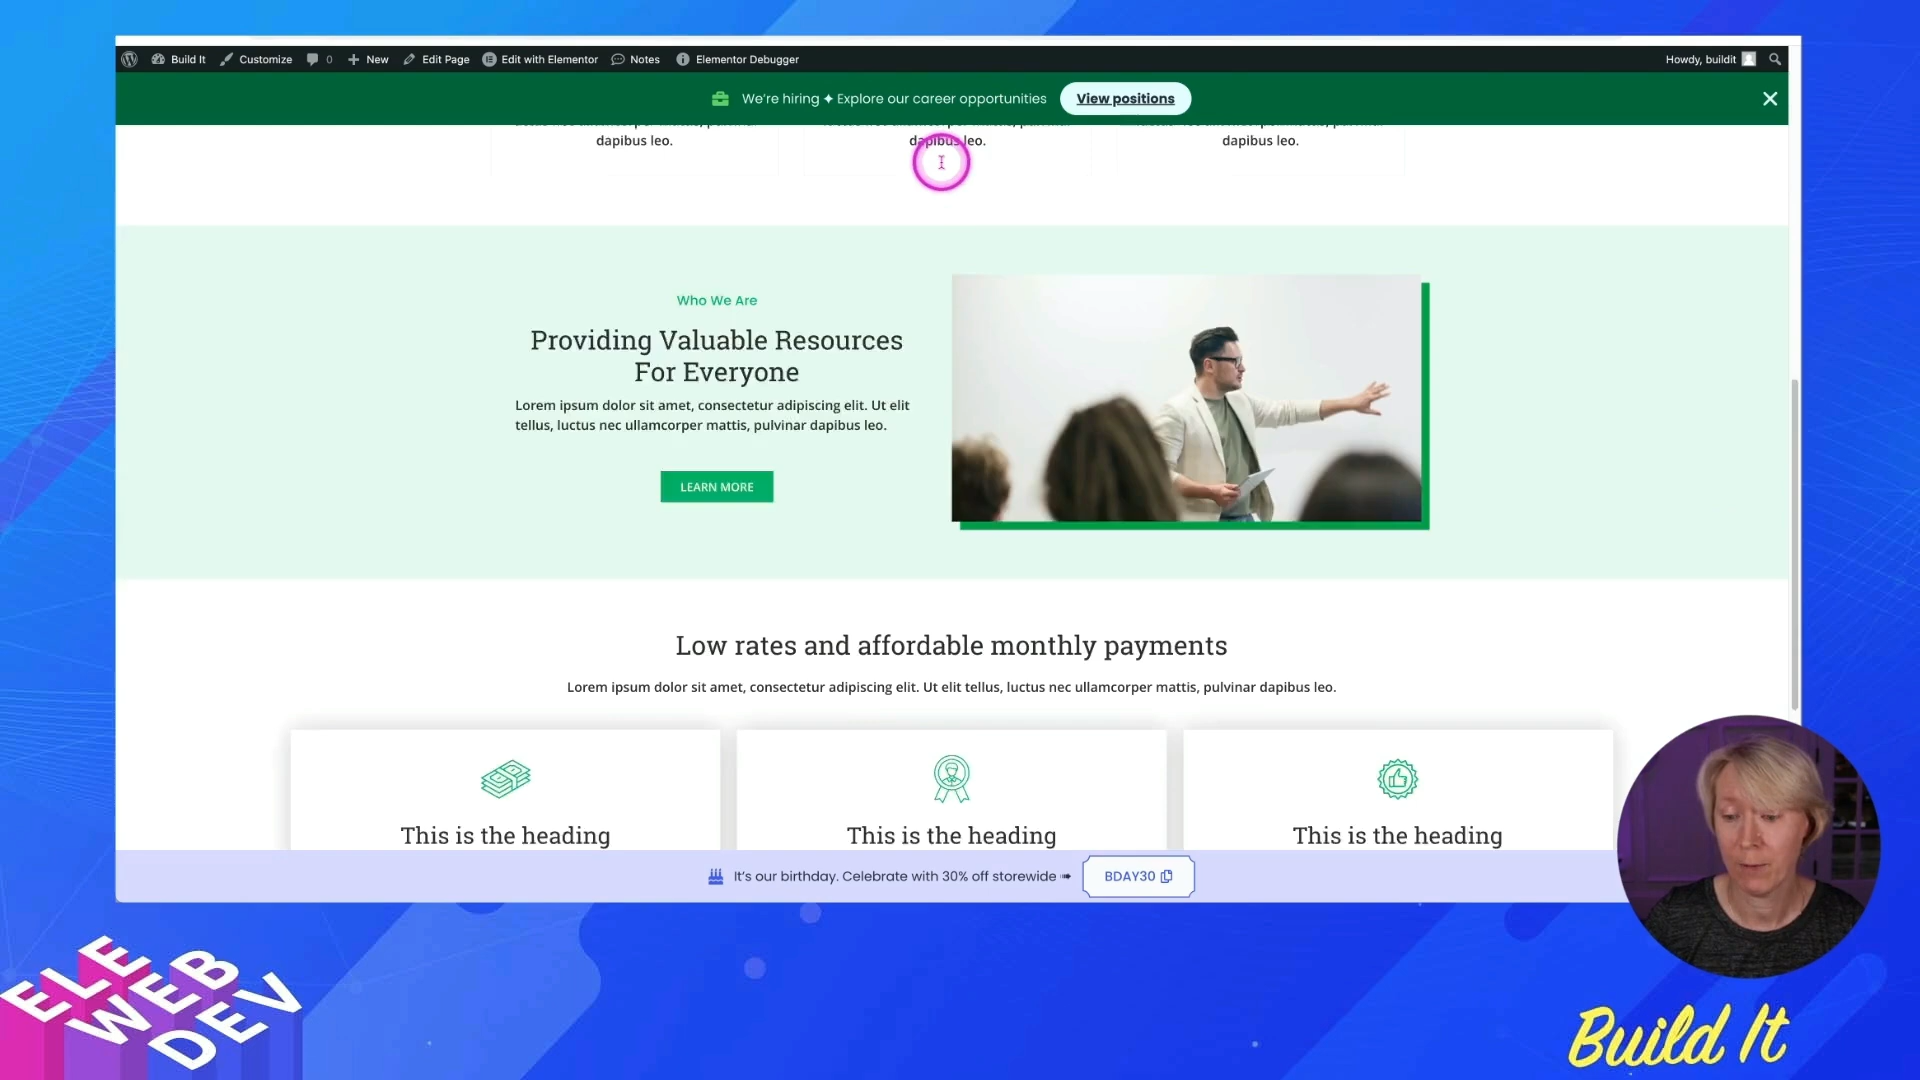 Build It
Customize
0
New
Edit Page
Edit with Elementor
Notes
Elementor Debugger
Howdy, buildit
We're hiring ✦ Explore our career opportunities
View positions
dapibus leo.
dapibus leo.
dapibus leo.
Who We Are
Providing Valuable Resources
For Everyone
Lorem ipsum dolor sit amet, consectetur adipiscing elit. Ut elit
tellus, luctus nec ullamcorper mattis, pulvinar dapibus leo.
LEARN MORE
Low rates and affordable monthly payments
Lorem ipsum dolor sit amet, consectetur adipiscing elit. Ut elit tellus, luctus nec ullamcorper mattis, pulvinar dapibus leo.
This is the heading
This is the heading
This is the heading
It's our birthday. Celebrate with 30% off storewide ➠
BDAY30
ELE
WEB
DEV
Build It